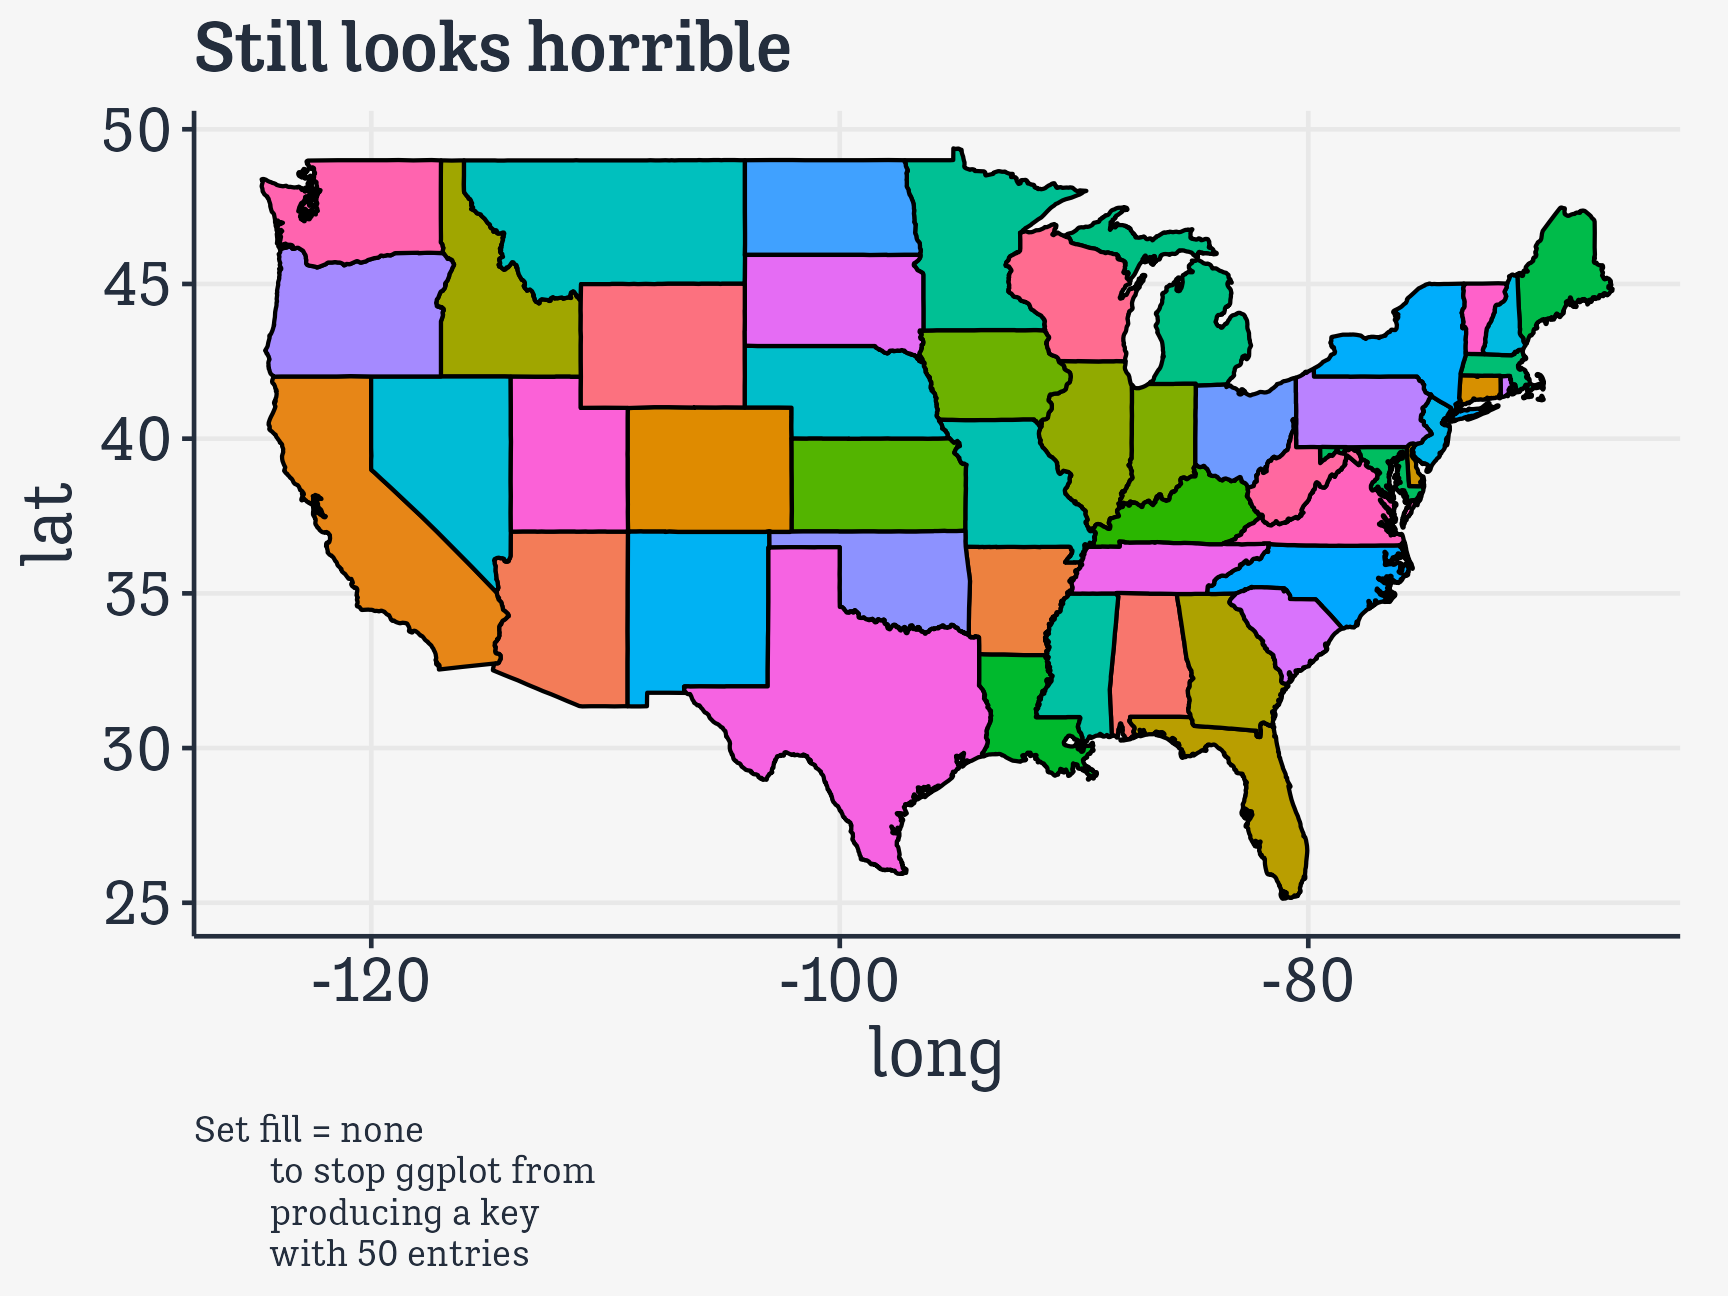 Still looks horrible
50
45
40
35
30
25
lat
-120
-100
-80
long
Set fill = none
to stop ggplot from
producing a key
with 50 entries